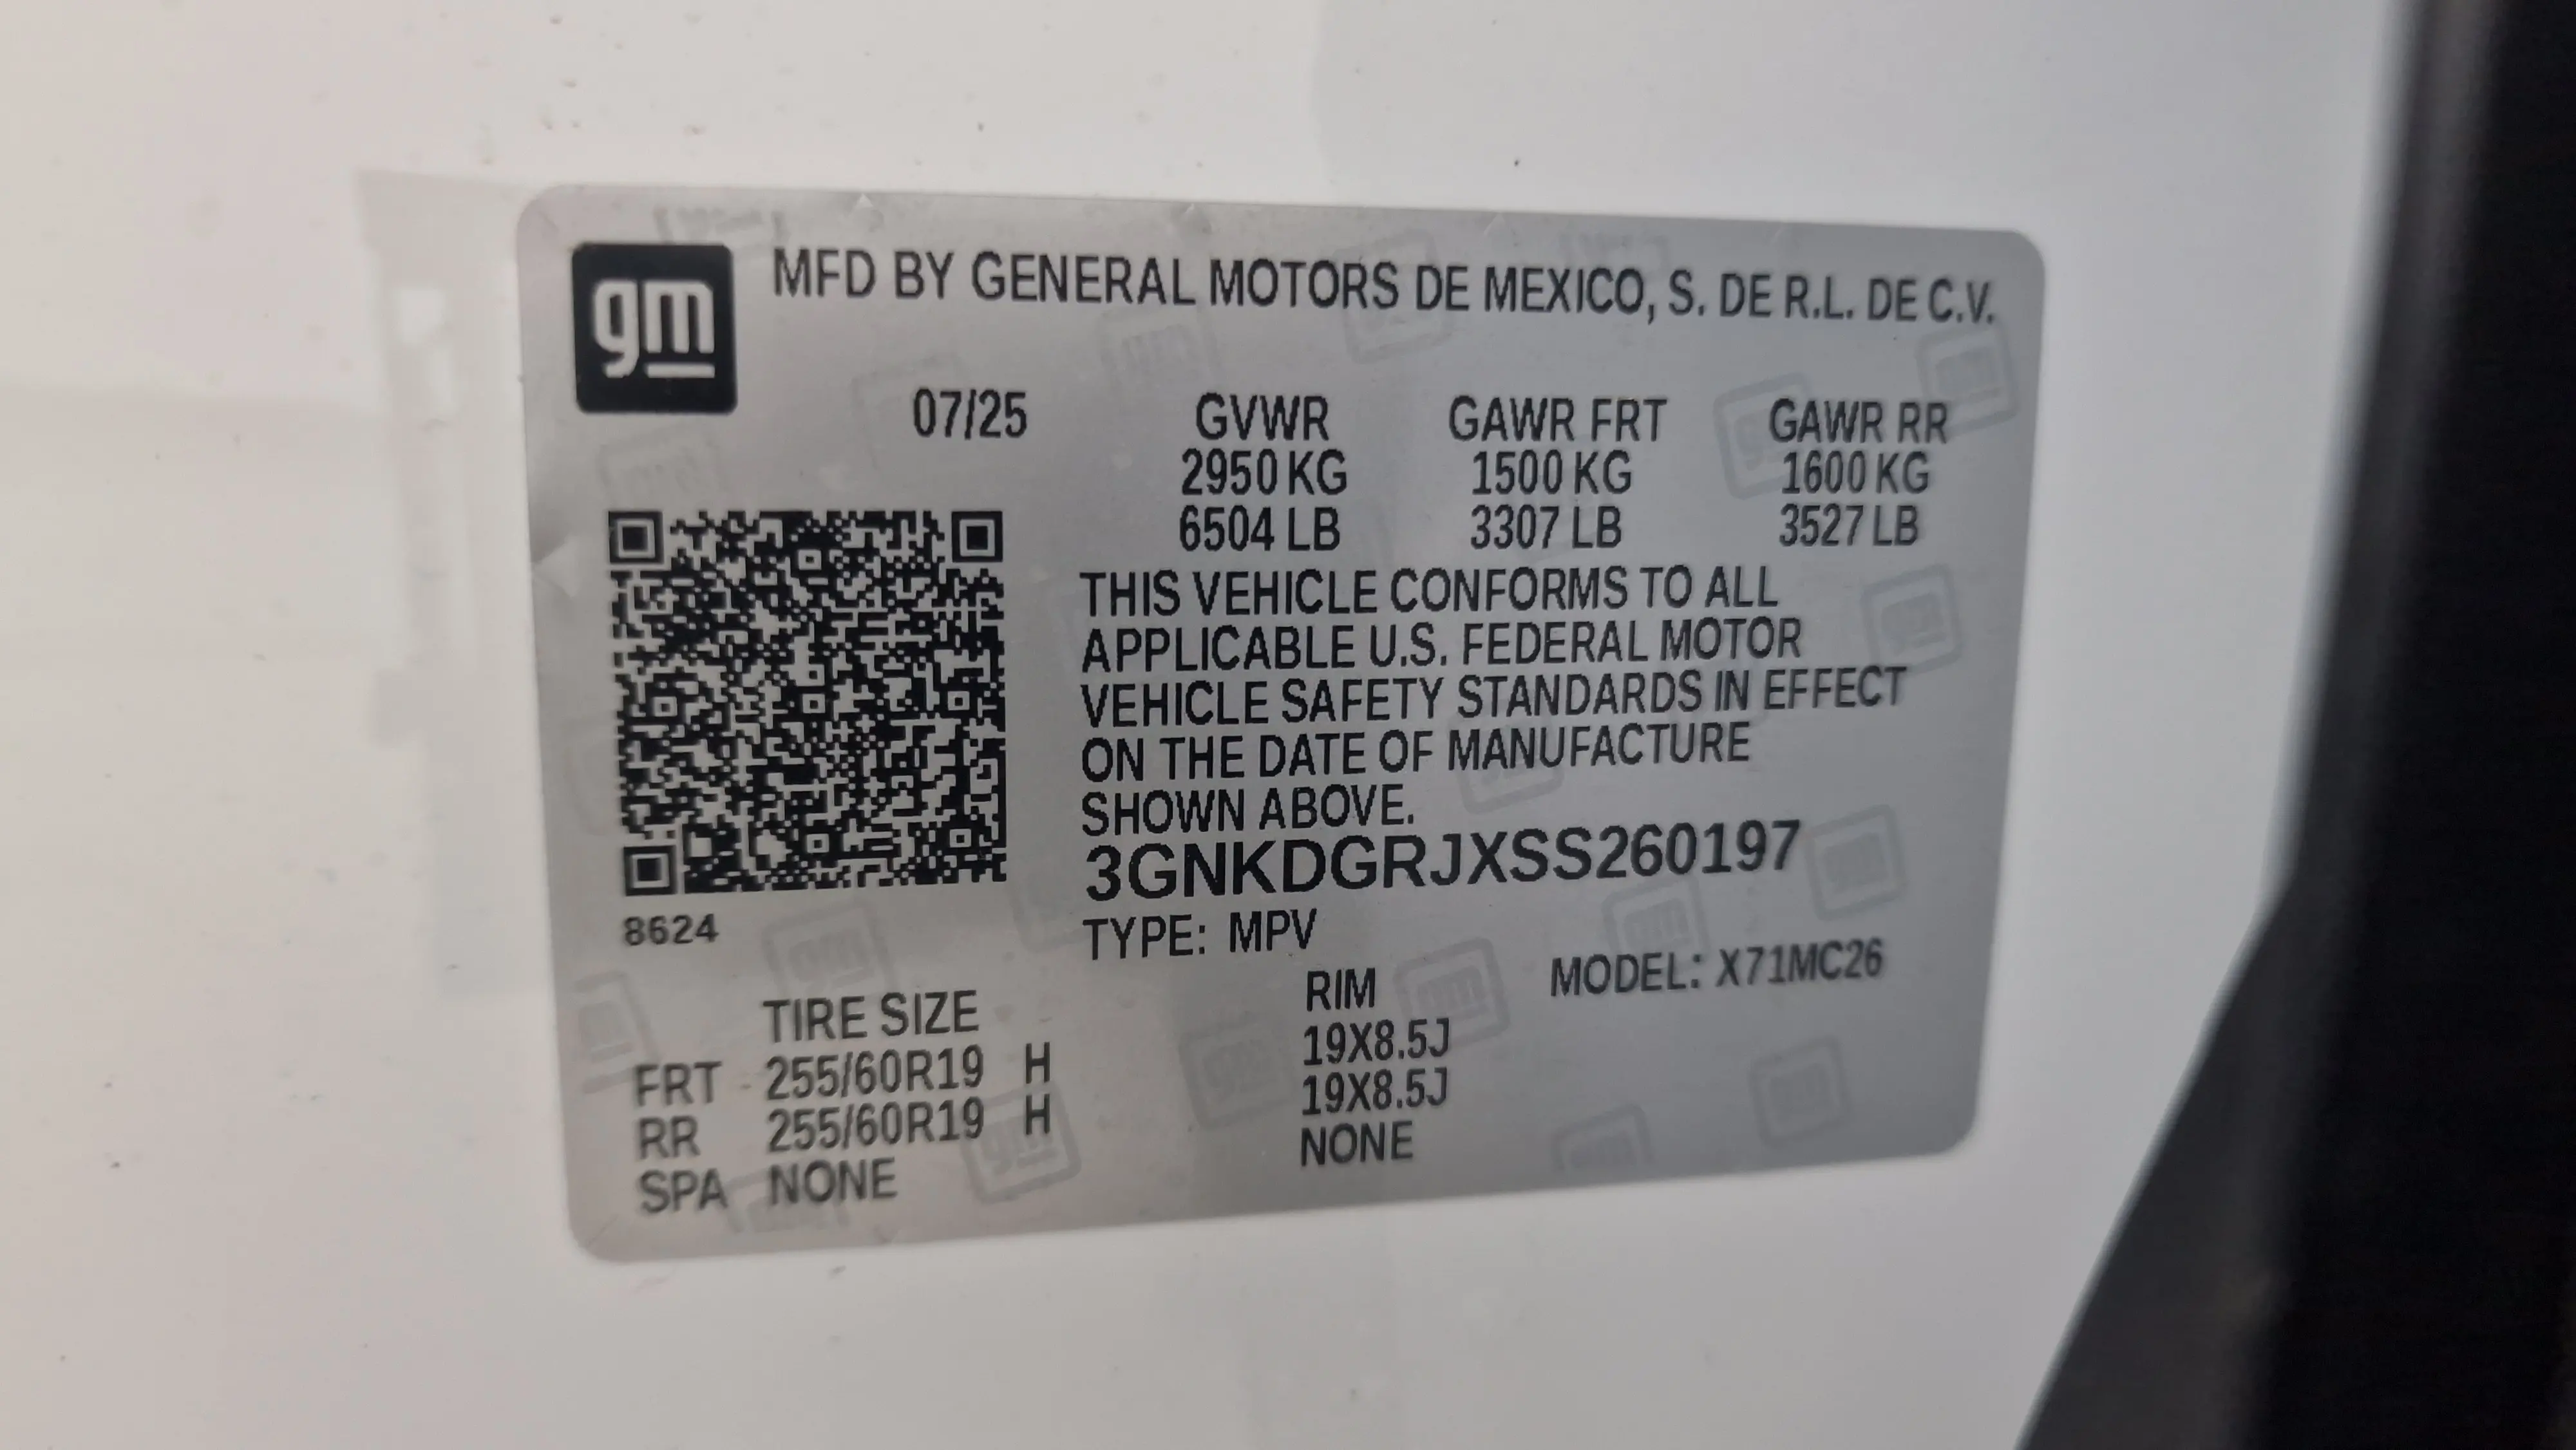 gm
MFD BY GENERAL MOTORS DE MEXICO, S. DE R.L. DE C.V.
07/25 GVWR GAWR FRT GAWR RR
2950 KG 1500 KG 1600 KG
6504 LB 3307 LB 3527 LB
THIS VEHICLE CONFORMS TO ALL
APPLICABLE U.S. FEDERAL MOTOR
VEHICLE SAFETY STANDARDS IN EFFECT
ON THE DATE OF MANUFACTURE
SHOWN ABOVE.
3GNKDGRJXSS260197
8624
TYPE: MPV
MODEL: X71MC26
TIRE SIZE RIM
FRT 255/60R19 H 19X8.5J
RR 255/60R19 H 19X8.5J
SPA NONE NONE